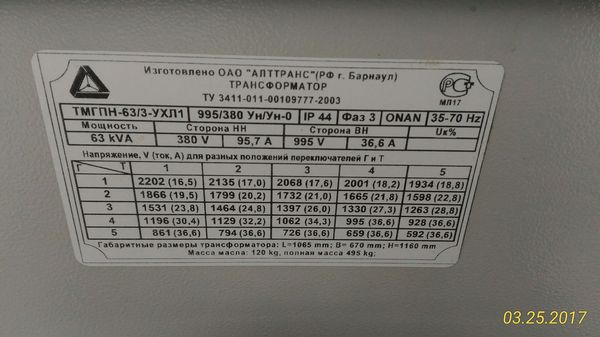 Изготовлено ОАО "АЛТТРАНС"(РФ г. Барнаул)
ТРАНСФОРМАТОР
ТУ 3411-011-00109777-2003
РС
МЛ17
ТМГПН-63/3-УХЛ1 995/380 Ун/Ун-0 IP 44 Фаз 3 ONAN 35-70 Hz
Мощность Сторона НН Сторона ВН Uк%
63 kVA 380 V 95,7 A 995 V 36,6 A
Напряжение, V (ток, A) для разных положений переключателей Г и Т
Г Т 1 2 3 4 5
1 2202 (16,5) 2135 (17,0) 2068 (17,6) 2001 (18,2) 1934 (18,8)
2 1866 (19,5) 1799 (20,2) 1732 (21,0) 1665 (21,8) 1598 (22,8)
3 1531 (23,8) 1464 (24,8) 1397 (26,0) 1330 (27,3) 1263 (28,8)
4 1196 (30,4) 1129 (32,2) 1062 (34,3) 995 (36,6) 928 (36,6)
5 861 (36,6) 794 (36,6) 726 (36,6) 659 (36,6) 592 (36,6)
Габаритные размеры трансформатора: L=1065 mm; B= 670 mm; H=1160 mm
Масса масла: 120 kg, полная масса 495 kg;
03.25.2017